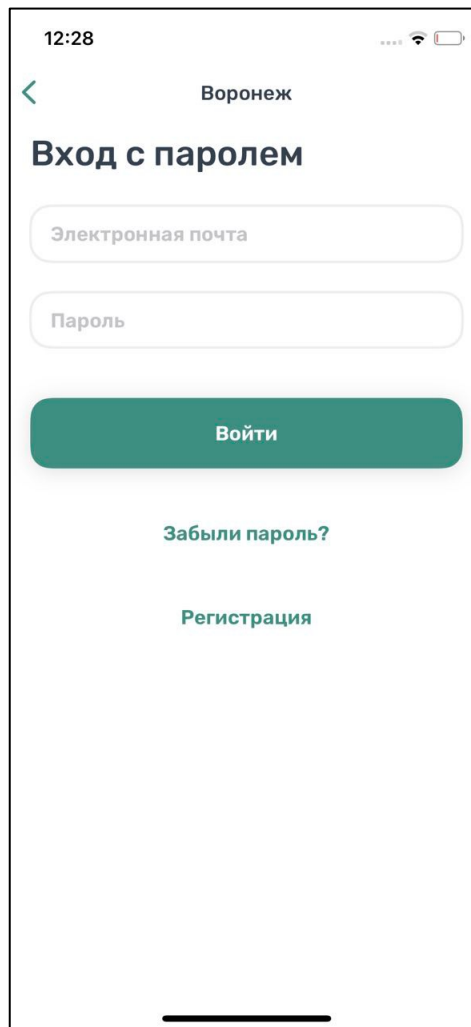 12:28
Воронеж
Вход с паролем
Электронная почта
Пароль
Войти
Забыли пароль?
Регистрация